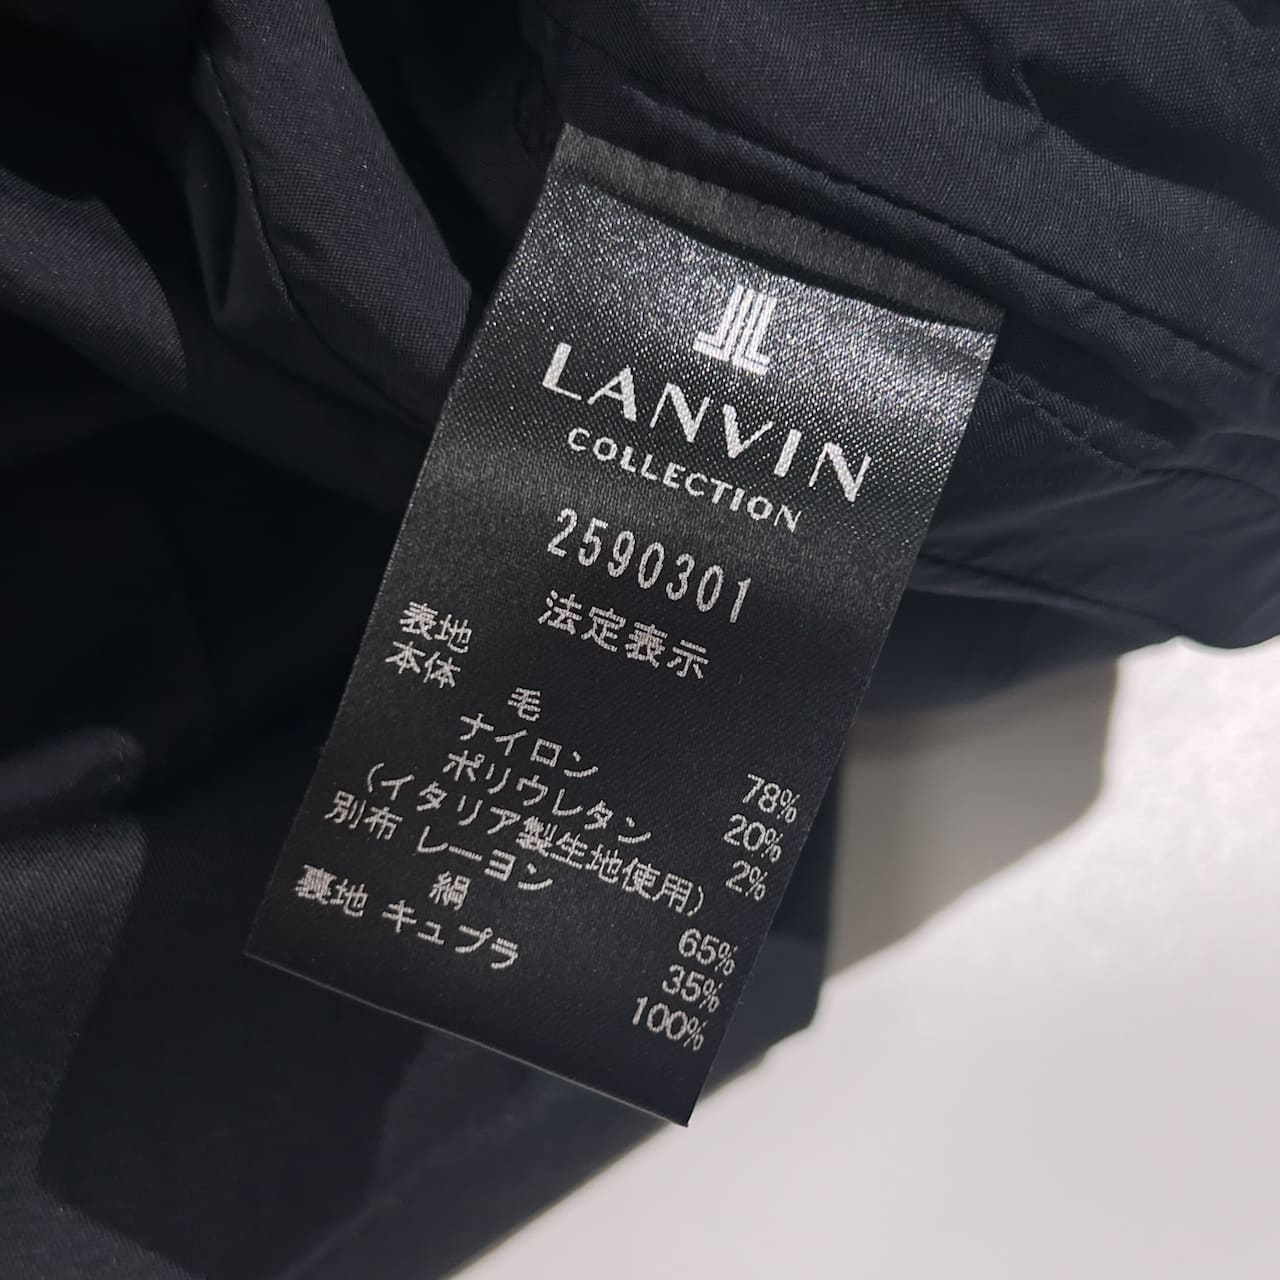 LANVIN
COLLECTION
2590301
法定表示
表地
本体
毛 78%
ナイロン 20%
ポリウレタン 2%
(イタリア製生地使用)
別布 レーヨン 65%
絹 35%
裏地 キュプラ 100%